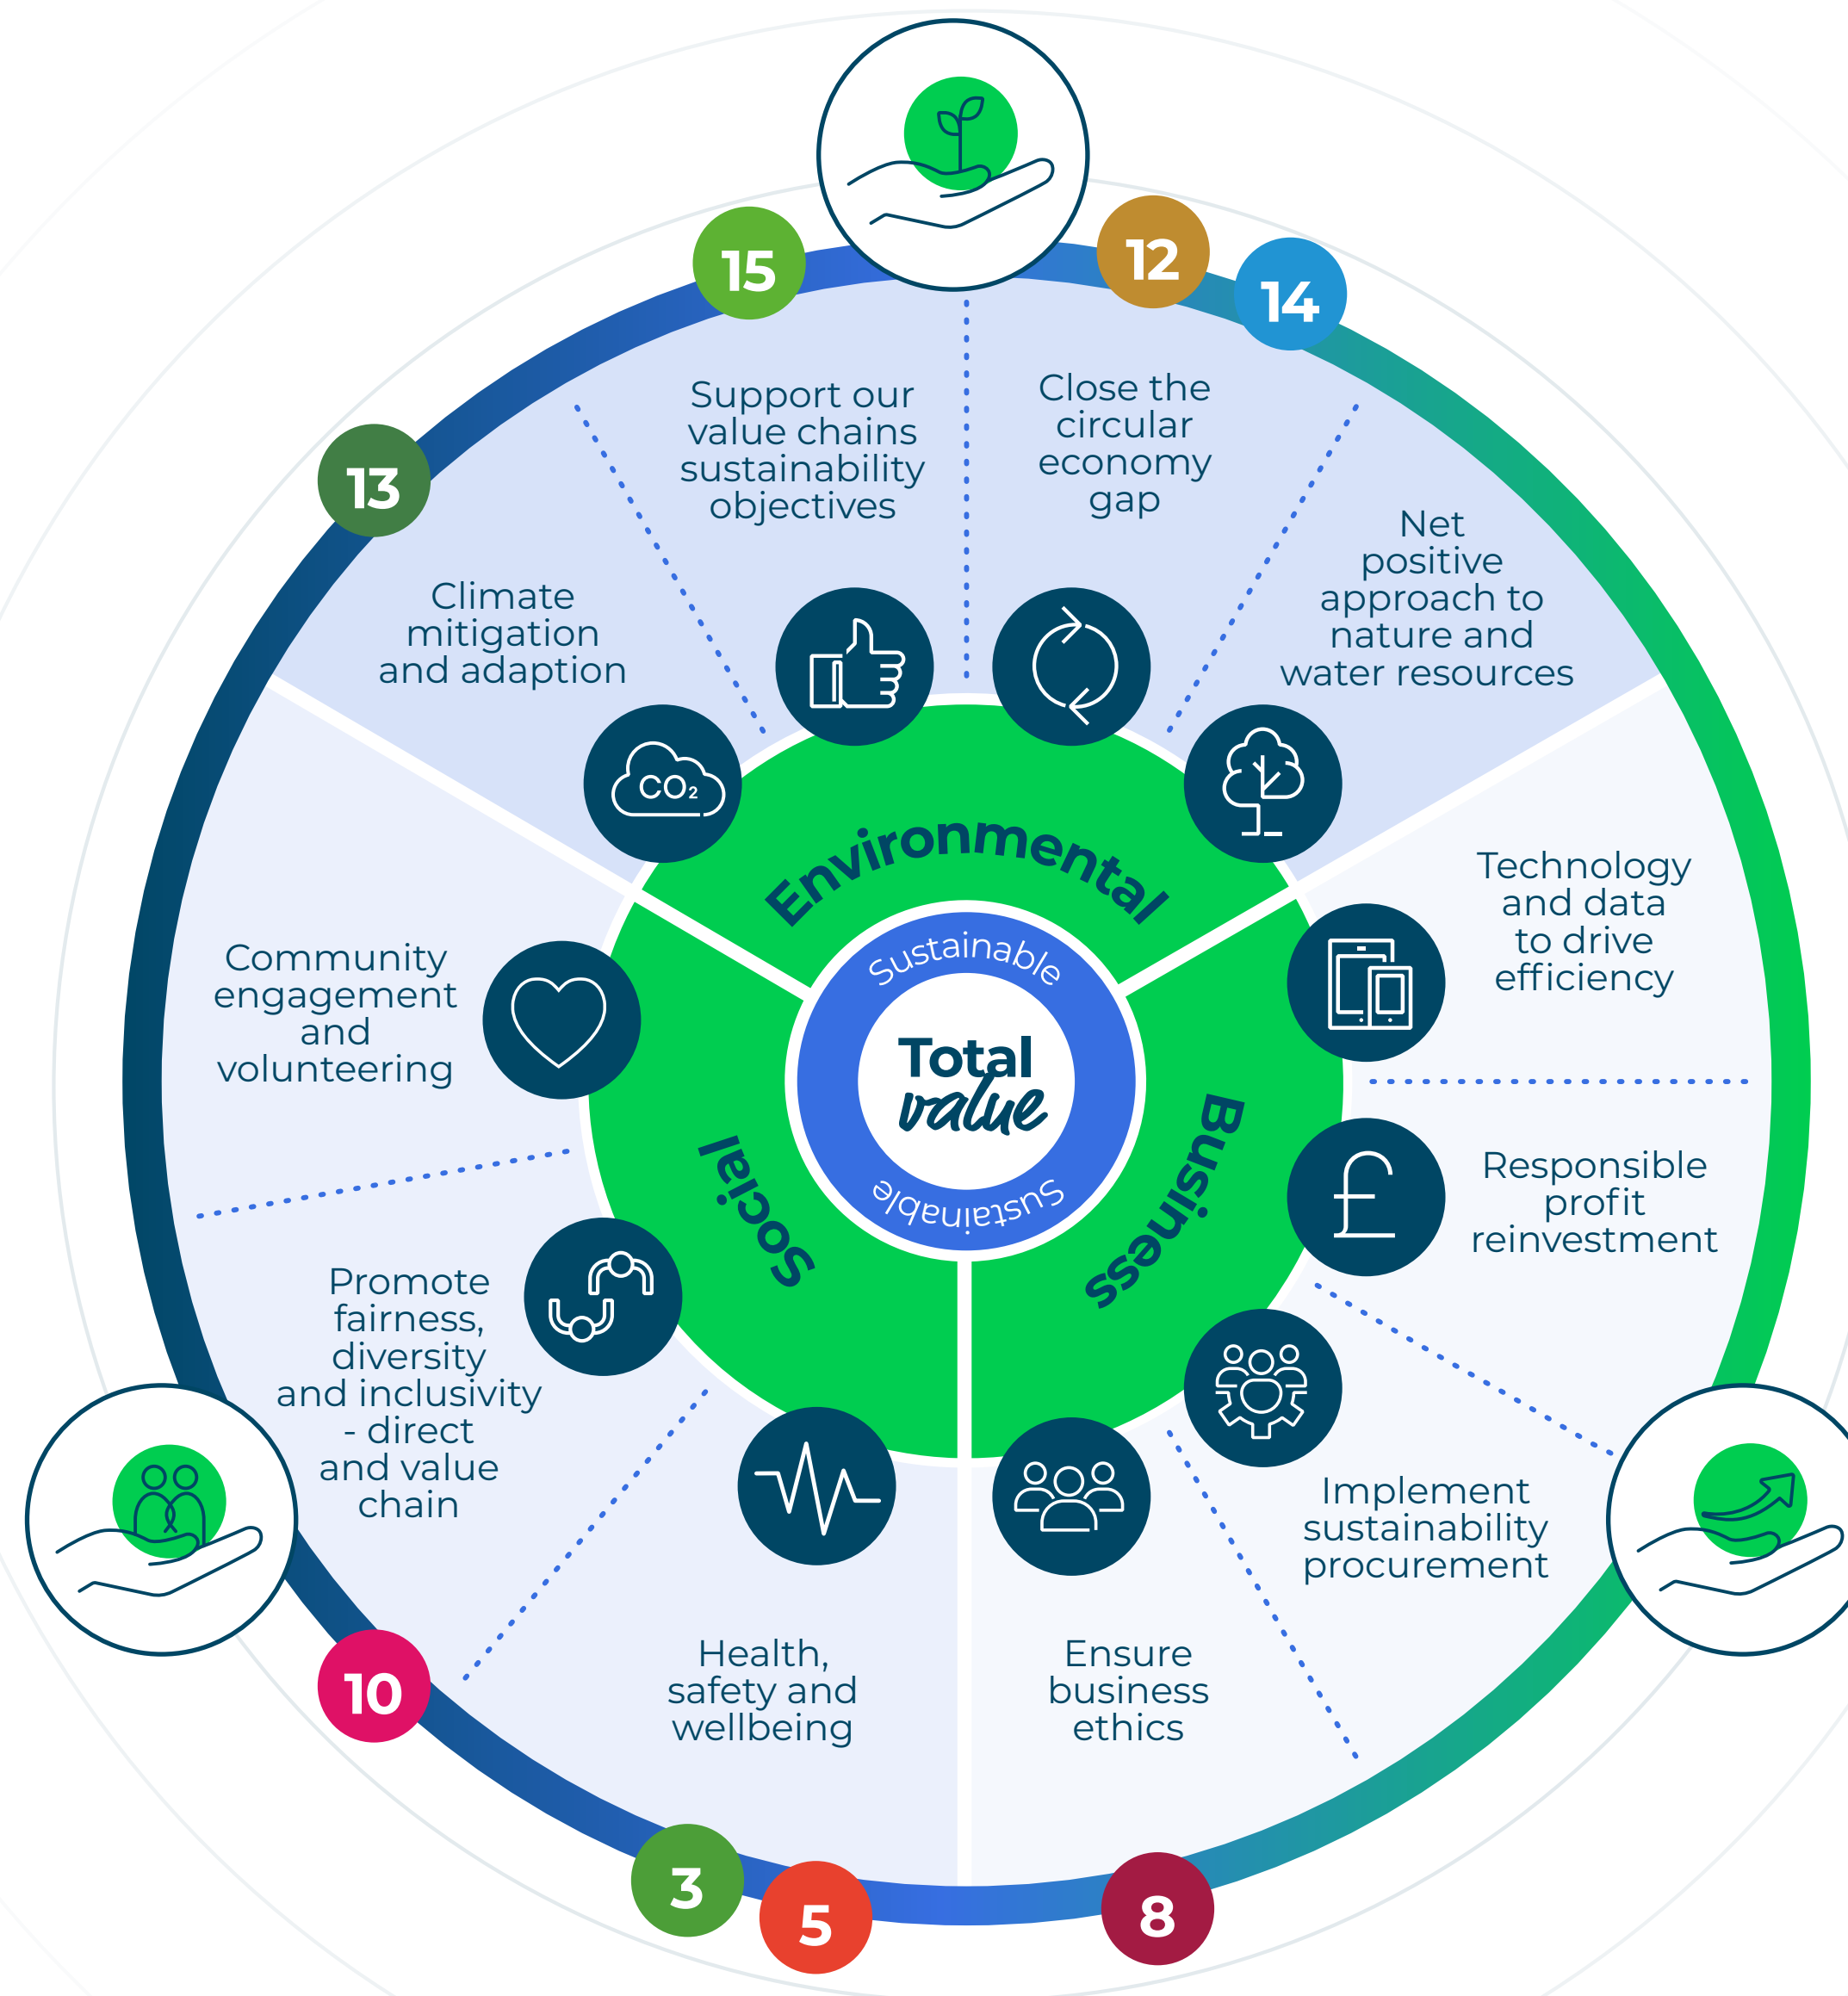 15
12
14
13
Support our
value chains
sustainability
objectives
Close the
circular
economy
gap
Net
positive
approach to
nature and
water resources
Climate
mitigation
and adaption
CO₂
Environmental
Technology
and data
to drive
efficiency
Community
engagement
and
volunteering
Sustainable
Total
value
Sustainable
Social
Business
Responsible
profit
reinvestment
£
Promote
fairness,
diversity
and inclusivity
- direct
and value
chain
Implement
sustainability
procurement
Health,
safety and
wellbeing
Ensure
business
ethics
10
3
5
8